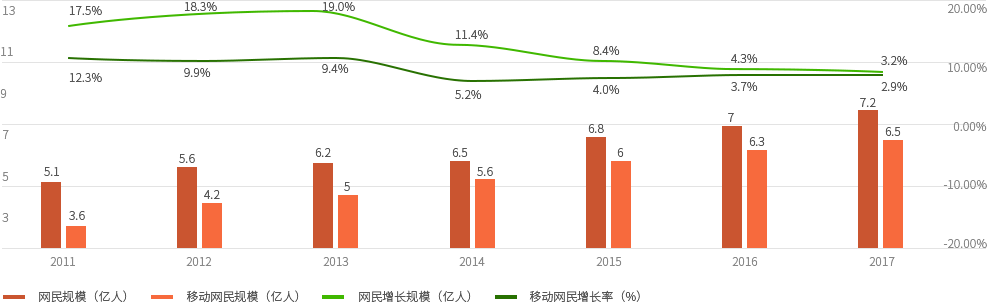 13 17.5% 18.3% 19.0% 20.00%
11.4%
11 12.3% 9.9% 9.4% 8.4% 4.3% 3.2% 10.00%
9 5.2% 4.0% 3.7% 2.9%
7 6.8 7 7.2 0.00%
5.1 5.6 6.2 6.5 6 6.3 6.5
5 3.6 4.2 5 5.6 -10.00%
3
-20.00%
2011 2012 2013 2014 2015 2016 2017
网民规模（亿人） 移动网民规模（亿人） 网民增长规模（亿人） 移动网民增长率（%）